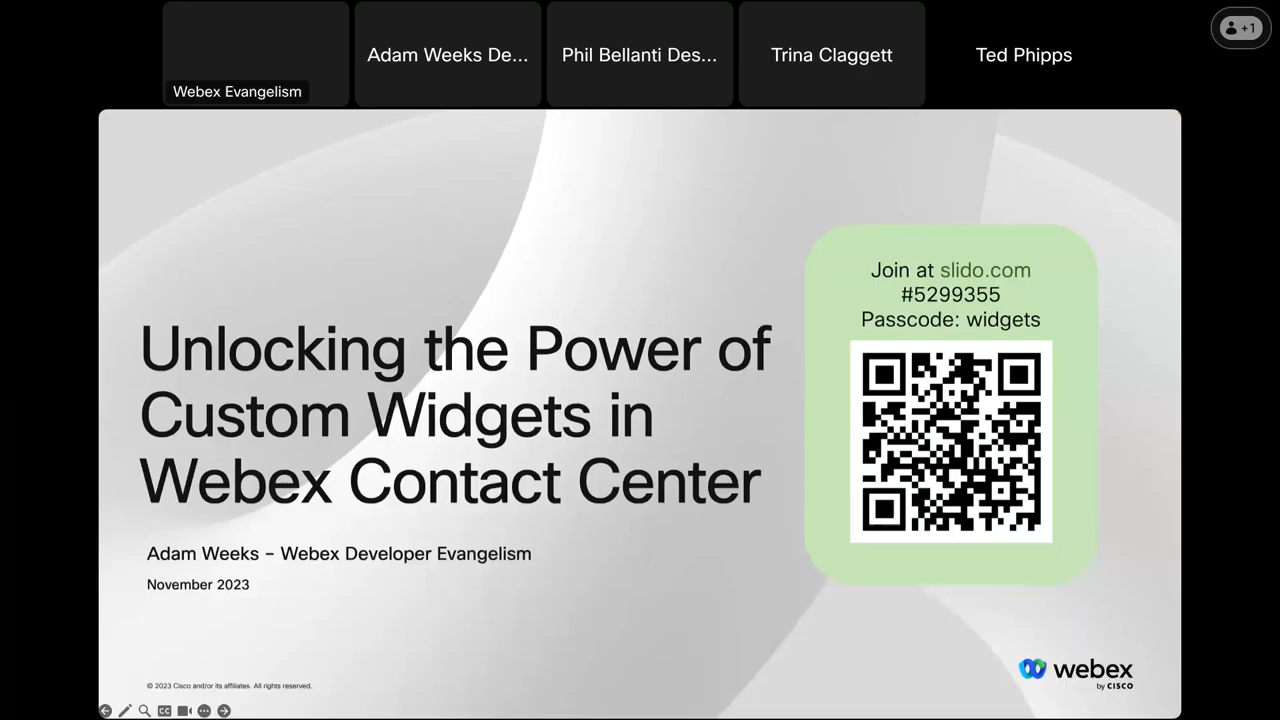 Webex Evangelism
Adam Weeks De...
Phil Bellanti Des...
Trina Claggett
Ted Phipps
+1
Join at slido.com
#5299355
Passcode: widgets
Unlocking the Power of
Custom Widgets in
Webex Contact Center
Adam Weeks – Webex Developer Evangelism
November 2023
© 2023 Cisco and/or its affiliates. All rights reserved.
webex
by CISCO
CC